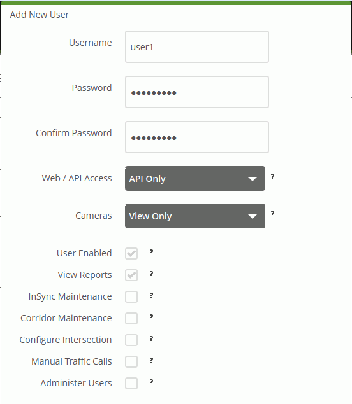 Add New User
Username
user1
Password
•••••••••
Confirm Password
•••••••••
Web / API Access
API Only
?
Cameras
View Only
?
User Enabled
?
View Reports
?
InSync Maintenance
?
Corridor Maintenance
?
Configure Intersection
?
Manual Traffic Calls
?
Administer Users
?